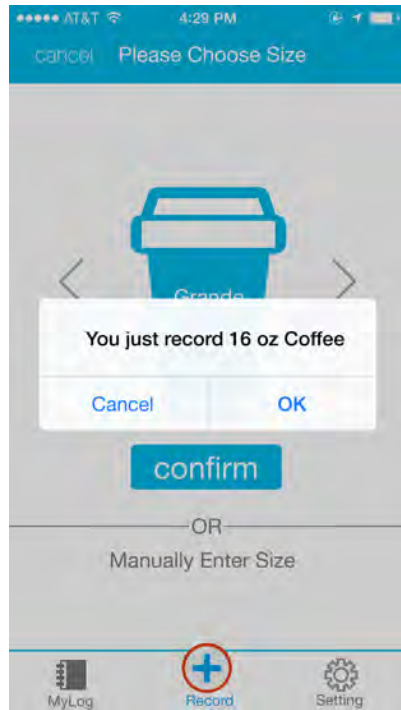 AT&T 4:29 PM
cancel Please Choose Size
Grande
You just record 16 oz Coffee
Cancel OK
confirm
OR
Manually Enter Size
MyLog Record Setting